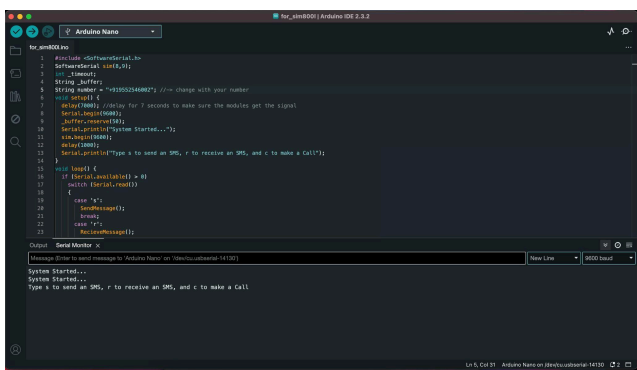 for_sim800l | Arduino IDE 2.3.2
Arduino Nano
for_sim800l.ino
1 #include <SoftwareSerial.h>
2 SoftwareSerial sim(8,9);
3 int _timeout;
4 String _buffer;
5 String number = "+919552546002"; //-> change with your number
6 void setup() {
7 delay(7000); //delay for 7 seconds to make sure the modules get the signal
8 Serial.begin(9600);
9 _buffer.reserve(50);
10 Serial.println("System Started...");
11 sim.begin(9600);
12 delay(1000);
13 Serial.println("Type s to send an SMS, r to receive an SMS, and c to make a Call");
14 }
15 void loop() {
16 if (Serial.available() > 0)
17 switch (Serial.read())
18 {
19 case 's':
20 SendMessage();
21 break;
22 case 'r':
23 RecieveMessage();
Output Serial Monitor ×
Message (Enter to send message to 'Arduino Nano' on '/dev/cu.usbserial-14130')
New Line
9600 baud
System Started...
System Started...
Type s to send an SMS, r to receive an SMS, and c to make a Call
Ln 5, Col 31 Arduino Nano on /dev/cu.usbserial-14130 2